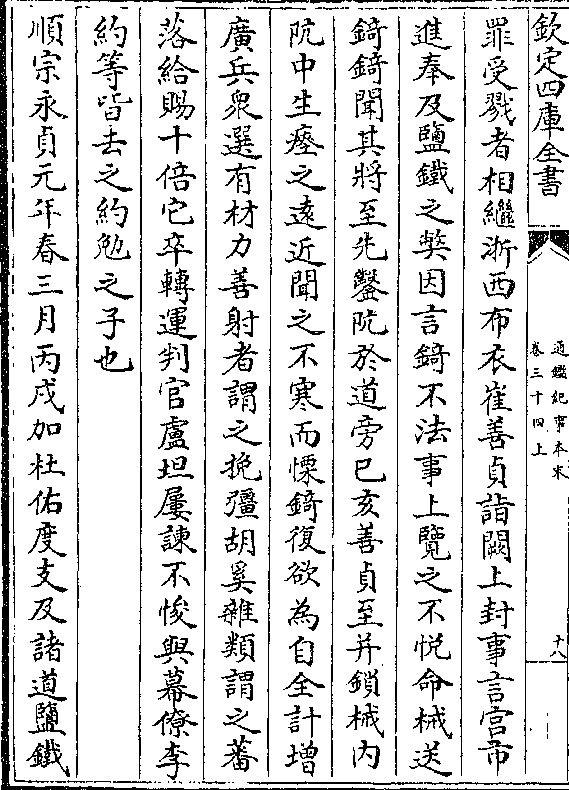 欽定四庫全書
通鑑紀事本末
卷三十四上
十八
罪受戮者相繼浙西布衣崔善貞詣闕上封事言宫市
進奉及鹽鐵之弊因言錡不法事上覽之不悦命械送
錡錡聞其將至先鑿阬於道旁已亥善貞至并鎖械内
阬中生瘞之遠近聞之不寒而慄錡復欲為自全計增
廣兵衆選有材力善射者謂之挽彊胡奚雜類謂之蕃
落給賜十倍它卒轉運判官盧坦屢諫不悛與幕僚李
約等皆去之約勉之子也
順宗永貞元年春三月丙戌加杜佑度支及諸道鹽鐵